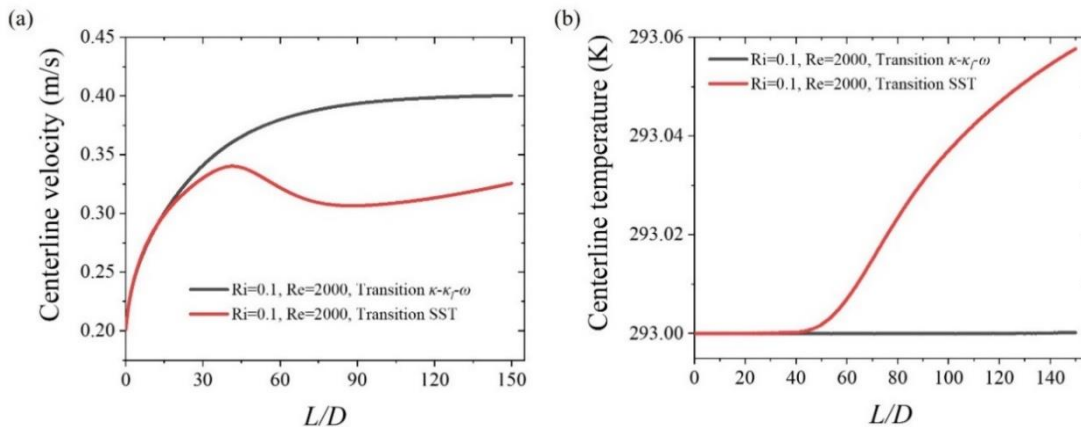 (a)
Centerline velocity (m/s)
0.45
0.40
0.35
0.30
0.25
0.20
Ri=0.1, Re=2000, Transition κ-κₗ-ω
Ri=0.1, Re=2000, Transition SST
0 30 60 90 120 150
L/D
(b)
Centerline temperature (K)
293.06
293.04
293.02
293.00
Ri=0.1, Re=2000, Transition κ-κₗ-ω
Ri=0.1, Re=2000, Transition SST
0 20 40 60 80 100 120 140
L/D